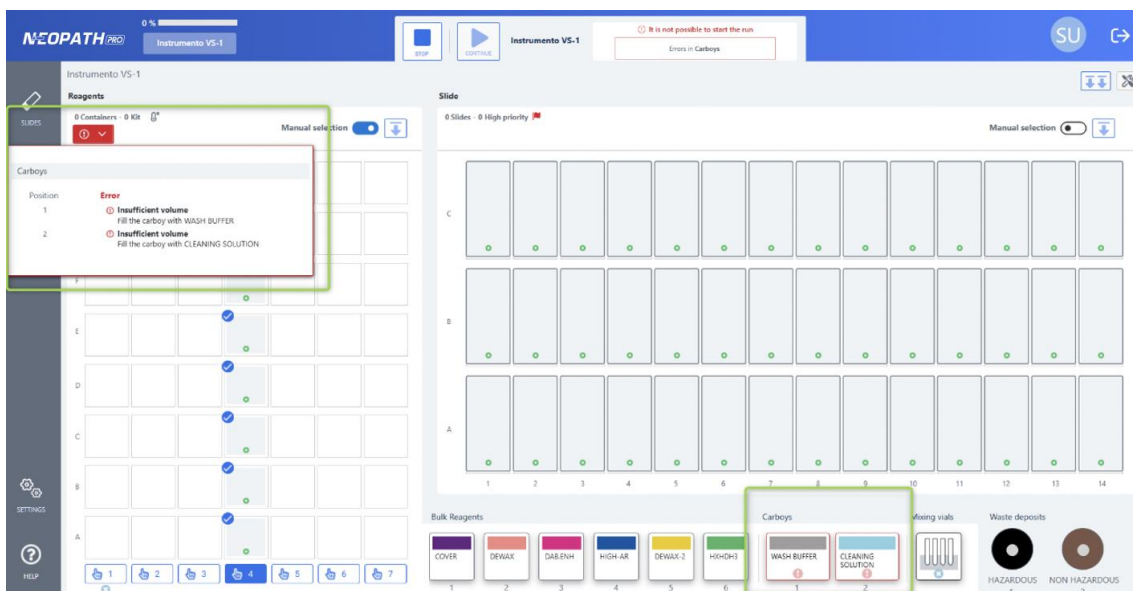 NEOPATH PRO
0 %
Instrumento VS-1
STOP
CONTINUE
Instrumento VS-1
It is not possible to start the run
Errors in Carboys
SU
Instrumento VS-1
SLIDES
Reagents
0 Containers - 0 Kit
Manual selection
Carboys
Position Error
1 Insufficient volume
Fill the carboy with WASH BUFFER
2 Insufficient volume
Fill the carboy with CLEANING SOLUTION
F
E
D
C
B
A
1 2 3 4 5 6 7
Slide
0 Slides - 0 High priority
Manual selection
C
B
A
1 2 3 4 5 6 7 8 9 10 11 12 13 14
Bulk Reagents
COVER DEWAX DAB.ENH HIGH-AR DEWAX-2 HXHDH3
1 2 3 4 5 6
Carboys
WASH BUFFER
CLEANING
SOLUTION
1 2
Mixing vials
Waste deposits
HAZARDOUS NON HAZARDOUS
SETTINGS
HELP